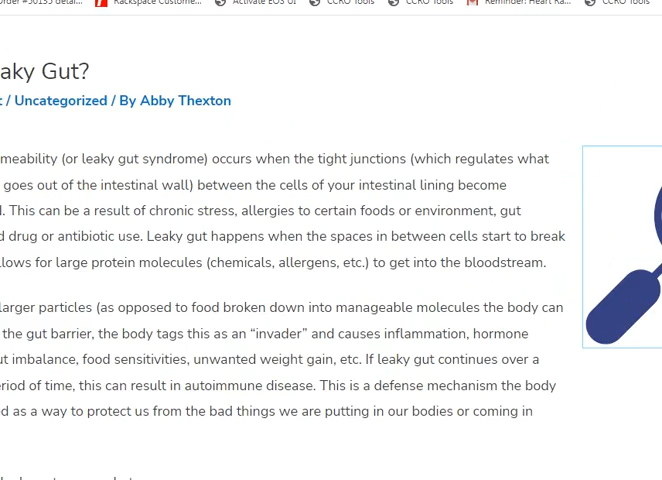 Rackspace Custome...
Activate EOS UI
CCRO Tools
CCRO Tools
Reminder: Heart Ra...
CCRO Tools
aky Gut?
/ Uncategorized / By Abby Thexton
meability (or leaky gut syndrome) occurs when the tight junctions (which regulates what
goes out of the intestinal wall) between the cells of your intestinal lining become
. This can be a result of chronic stress, allergies to certain foods or environment, gut
d drug or antibiotic use. Leaky gut happens when the spaces in between cells start to break
llows for large protein molecules (chemicals, allergens, etc.) to get into the bloodstream.
larger particles (as opposed to food broken down into manageable molecules the body can
the gut barrier, the body tags this as an “invader” and causes inflammation, hormone
ut imbalance, food sensitivities, unwanted weight gain, etc. If leaky gut continues over a
eriod of time, this can result in autoimmune disease. This is a defense mechanism the body
ed as a way to protect us from the bad things we are putting in our bodies or coming in